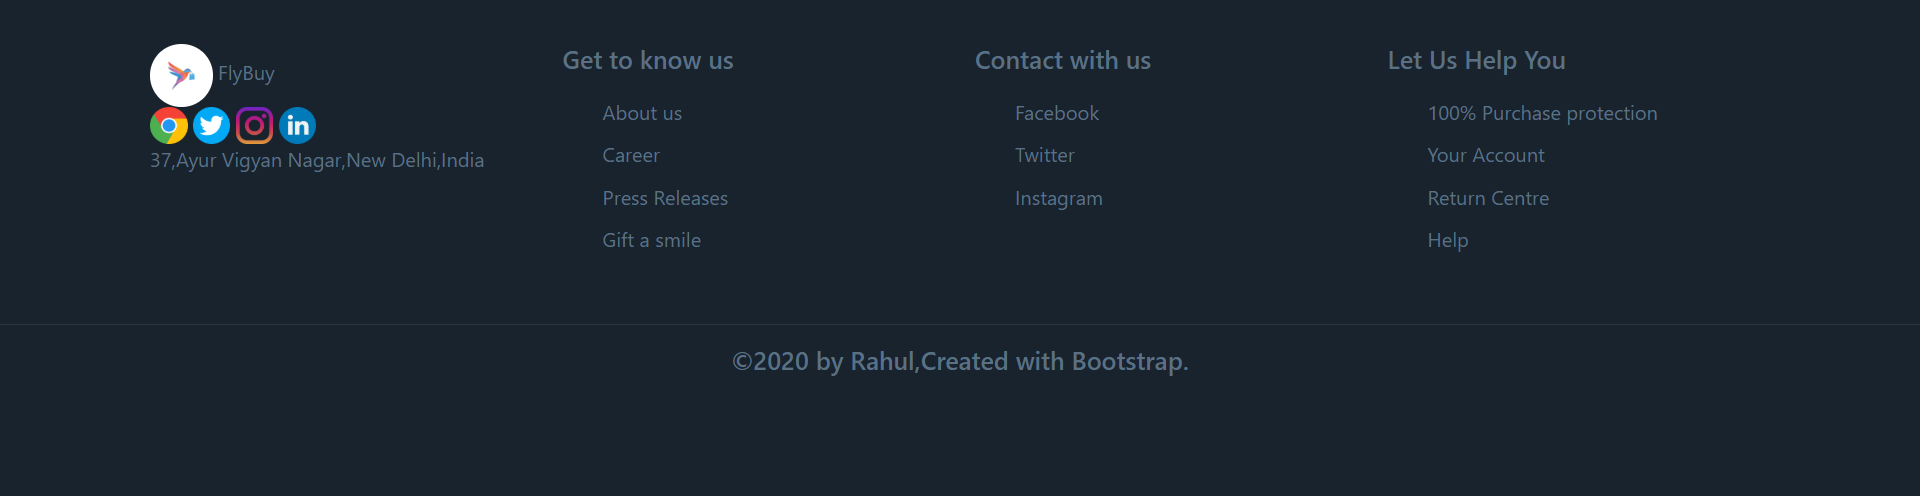 FlyBuy
in
37,Ayur Vigyan Nagar,New Delhi,India
Get to know us
About us
Career
Press Releases
Gift a smile
Contact with us
Facebook
Twitter
Instagram
Let Us Help You
100% Purchase protection
Your Account
Return Centre
Help
©2020 by Rahul,Created with Bootstrap.